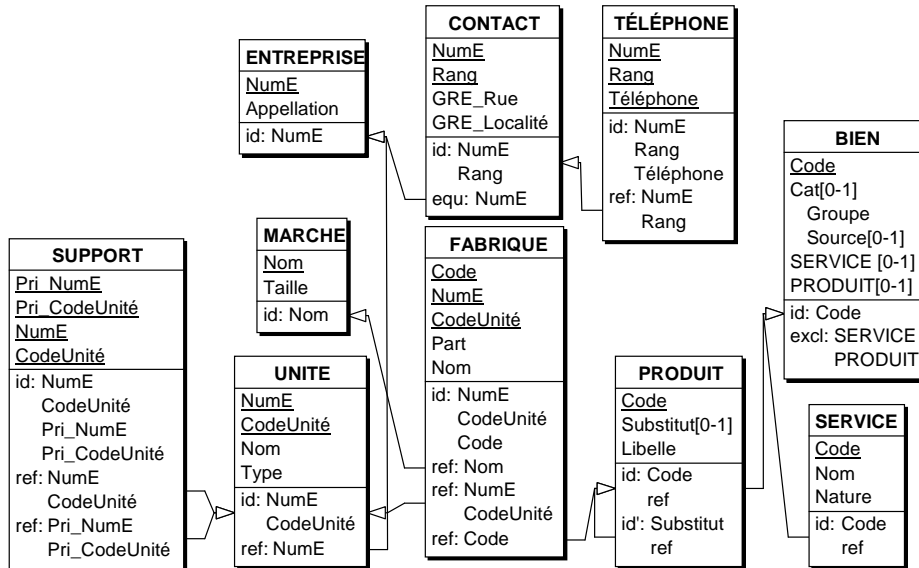 ENTREPRISE
NumE
Appellation
id: NumE
CONTACT
NumE
Rang
GRE_Rue
GRE_Localité
id: NumE
Rang
equ: NumE
TÉLÉPHONE
NumE
Rang
Téléphone
id: NumE
Rang
Téléphone
ref: NumE
Rang
BIEN
Code
Cat[0-1]
Groupe
Source[0-1]
SERVICE [0-1]
PRODUIT[0-1]
id: Code
excl: SERVICE
PRODUIT
MARCHE
Nom
Taille
id: Nom
SUPPORT
Pri_NumE
Pri_CodeUnité
NumE
CodeUnité
id: NumE
CodeUnité
Pri_NumE
Pri_CodeUnité
ref: NumE
CodeUnité
ref: Pri_NumE
Pri_CodeUnité
UNITE
NumE
CodeUnité
Nom
Type
id: NumE
CodeUnité
ref: NumE
FABRIQUE
Code
NumE
CodeUnité
Part
Nom
id: NumE
CodeUnité
Code
ref: Nom
ref: NumE
CodeUnité
ref: Code
PRODUIT
Code
Substitut[0-1]
Libelle
id: Code
ref
id': Substitut
ref
SERVICE
Code
Nom
Nature
id: Code
ref